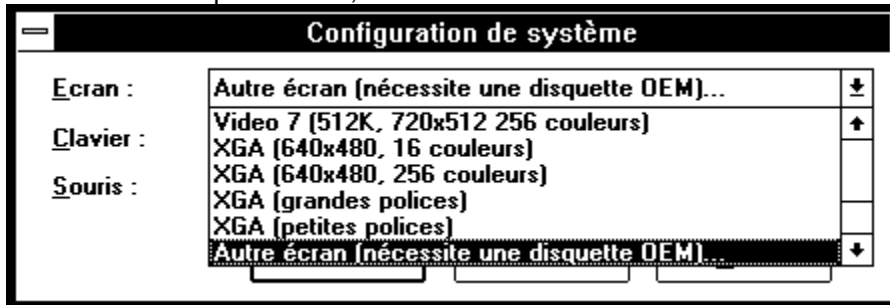 Configuration de système
Ecran :
Autre écran (nécessite une disquette OEM)...
Video 7 (512K, 720x512 256 couleurs)
Clavier :
XGA (640x480, 16 couleurs)
XGA (640x480, 256 couleurs)
Souris :
XGA (grandes polices)
XGA (petites polices)
Autre écran (nécessite une disquette OEM)...